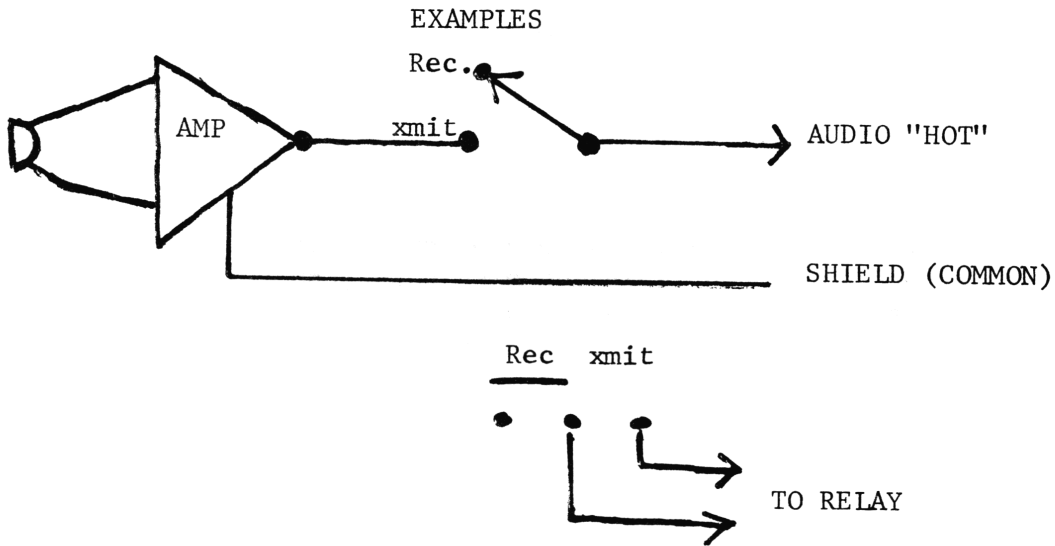 EXAMPLES
Rec.
AMP
xmit
AUDIO "HOT"
SHIELD (COMMON)
Rec xmit
TO RELAY